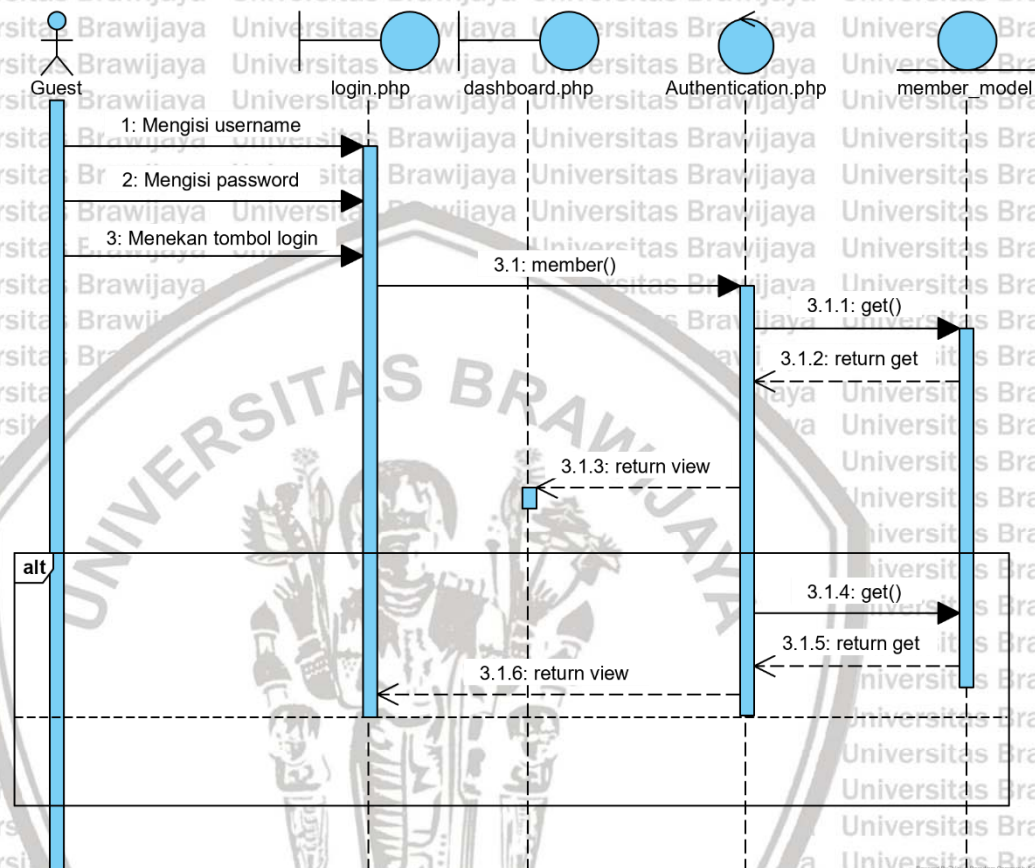 Guest
login.php
dashboard.php
Authentication.php
member_model
1: Mengisi username
2: Mengisi password
3: Menekan tombol login
3.1: member()
3.1.1: get()
3.1.2: return get
3.1.3: return view
alt
3.1.4: get()
3.1.5: return get
3.1.6: return view
UNIVERSITAS BRAWIJAYA
Universitas Brawijaya